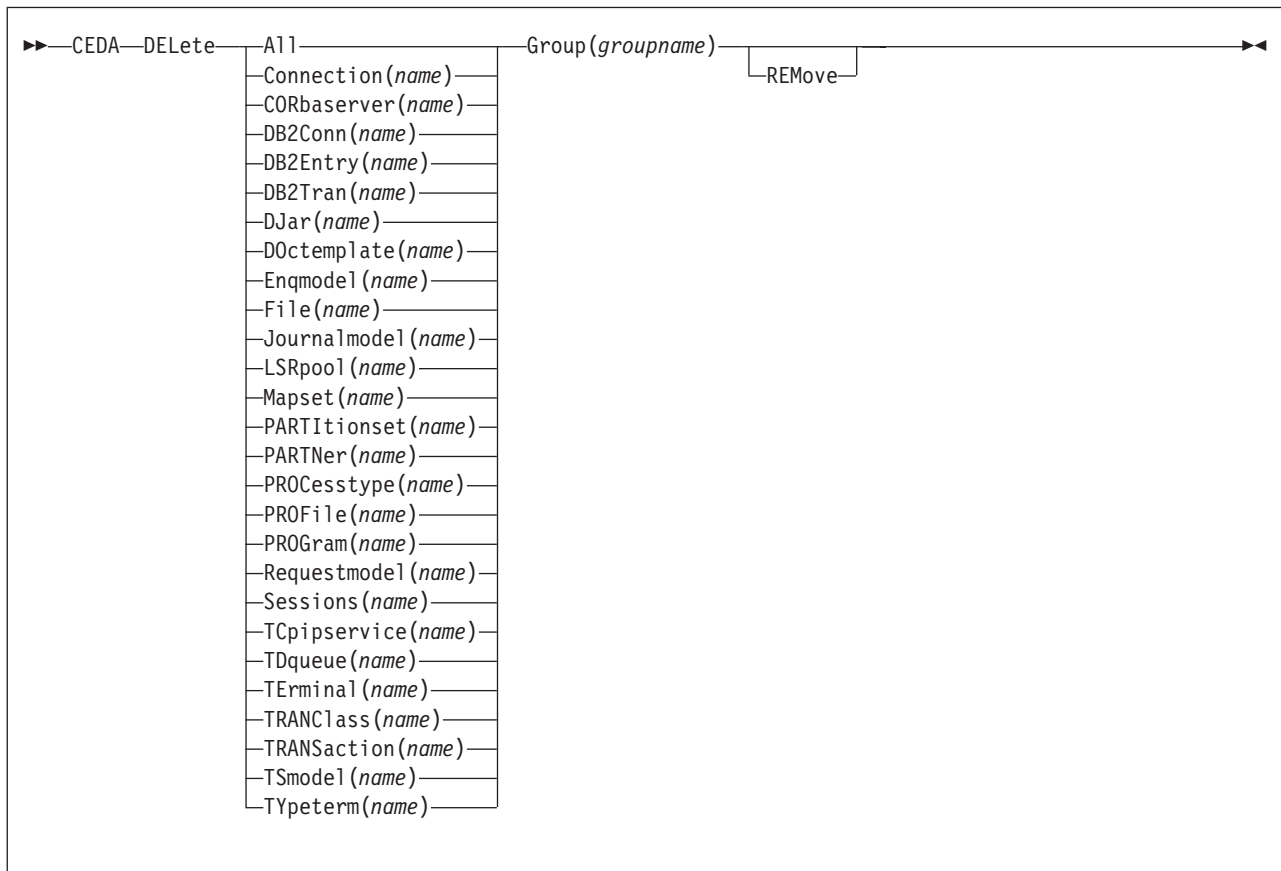 CEDA DELete All Group(groupname)
Connection(name) REMove
CORbaserver(name)
DB2Conn(name)
DB2Entry(name)
DB2Tran(name)
DJar(name)
DOctemplate(name)
Enqmodel(name)
File(name)
Journalmodel(name)
LSRpool(name)
Mapset(name)
PARTItionset(name)
PARTNer(name)
PROCesstype(name)
PROFile(name)
PROGram(name)
Requestmodel(name)
Sessions(name)
TCpipservice(name)
TDqueue(name)
TErminal(name)
TRANClass(name)
TRANSaction(name)
TSmodel(name)
TYpeterm(name)